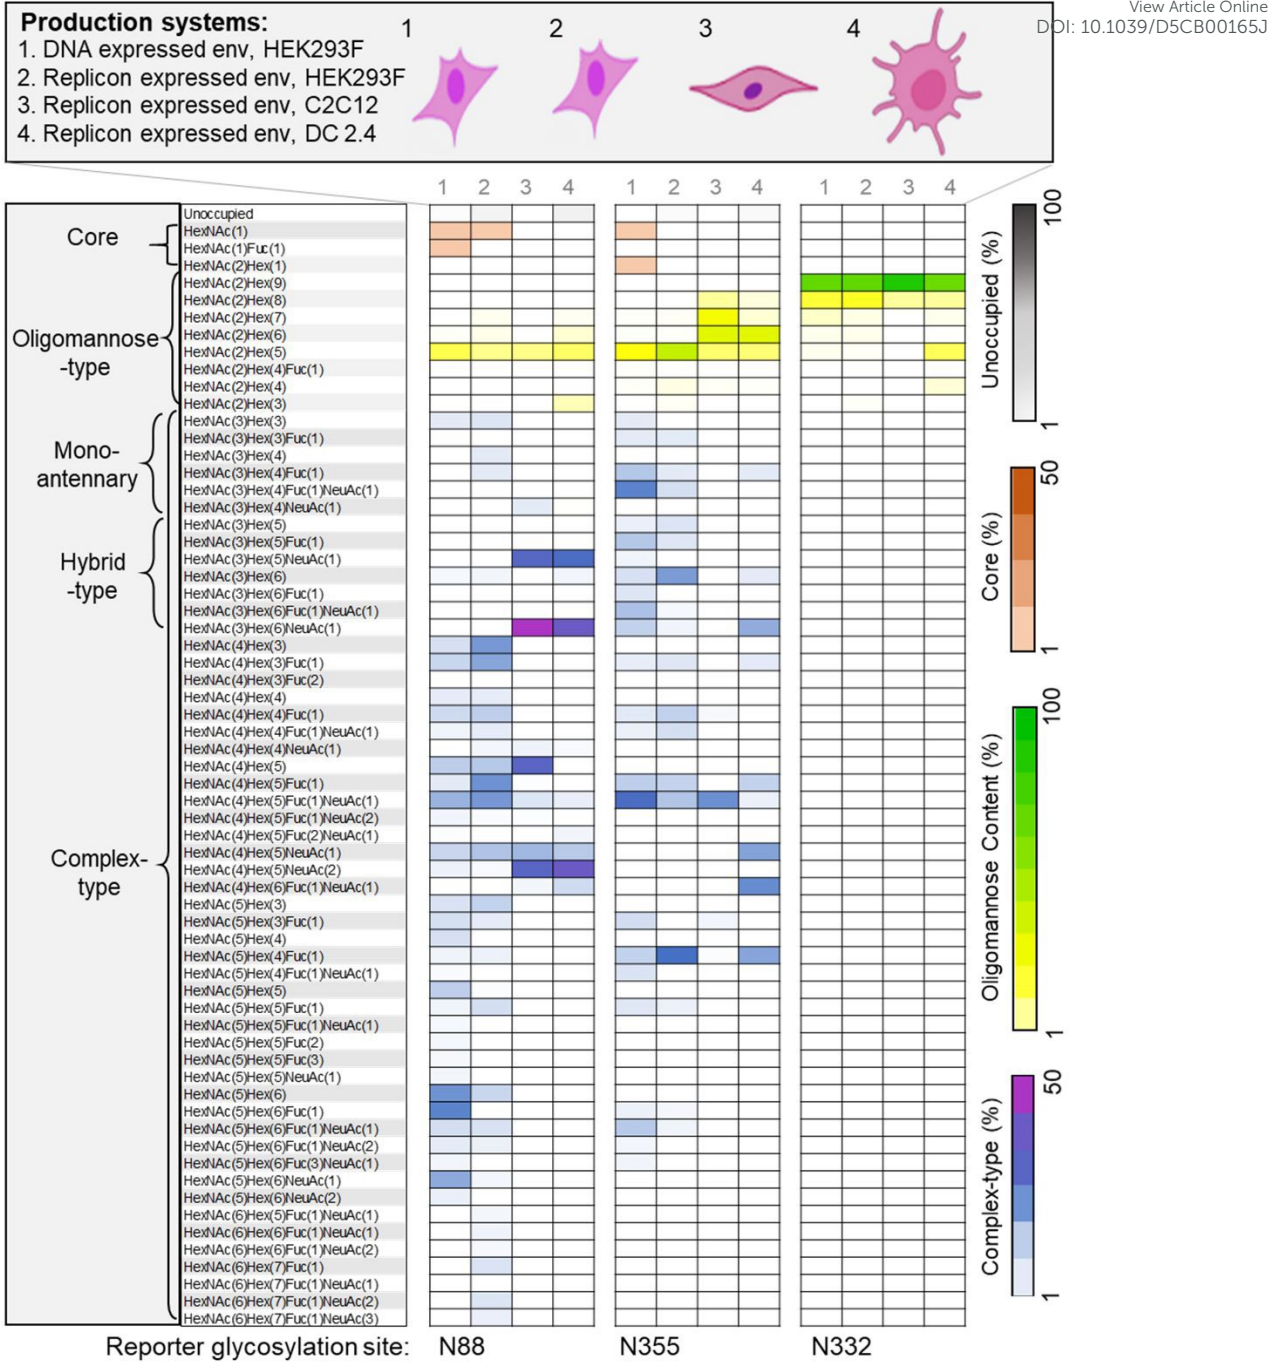 View Article Online
DOI: 10.1039/D5CB00165J
Production systems:
1. DNA expressed env, HEK293F
2. Replicon expressed env, HEK293F
3. Replicon expressed env, C2C12
4. Replicon expressed env, DC 2.4
1 2 3 4
1 2 3 4 1 2 3 4 1 2 3 4
Unoccupied
Core
HexNAc(1)
HexNAc(1)Fuc(1)
HexNAc(2)Hex(1)
Oligomannose
-type
HexNAc(2)Hex(9)
HexNAc(2)Hex(8)
HexNAc(2)Hex(7)
HexNAc(2)Hex(6)
HexNAc(2)Hex(5)
HexNAc(2)Hex(4)Fuc(1)
HexNAc(2)Hex(4)
HexNAc(2)Hex(3)
Mono-
antennary
HexNAc(3)Hex(3)
HexNAc(3)Hex(3)Fuc(1)
HexNAc(3)Hex(4)
HexNAc(3)Hex(4)Fuc(1)
HexNAc(3)Hex(4)Fuc(1)NeuAc(1)
HexNAc(3)Hex(4)NeuAc(1)
Hybrid
-type
HexNAc(3)Hex(5)
HexNAc(3)Hex(5)Fuc(1)
HexNAc(3)Hex(5)NeuAc(1)
HexNAc(3)Hex(6)
HexNAc(3)Hex(6)Fuc(1)
HexNAc(3)Hex(6)Fuc(1)NeuAc(1)
HexNAc(3)Hex(6)NeuAc(1)
Complex-
type
HexNAc(4)Hex(3)
HexNAc(4)Hex(3)Fuc(1)
HexNAc(4)Hex(3)Fuc(2)
HexNAc(4)Hex(4)
HexNAc(4)Hex(4)Fuc(1)
HexNAc(4)Hex(4)Fuc(1)NeuAc(1)
HexNAc(4)Hex(4)NeuAc(1)
HexNAc(4)Hex(5)
HexNAc(4)Hex(5)Fuc(1)
HexNAc(4)Hex(5)Fuc(1)NeuAc(1)
HexNAc(4)Hex(5)Fuc(1)NeuAc(2)
HexNAc(4)Hex(5)Fuc(2)NeuAc(1)
HexNAc(4)Hex(5)NeuAc(1)
HexNAc(4)Hex(5)NeuAc(2)
HexNAc(4)Hex(6)Fuc(1)NeuAc(1)
HexNAc(5)Hex(3)
HexNAc(5)Hex(3)Fuc(1)
HexNAc(5)Hex(4)
HexNAc(5)Hex(4)Fuc(1)
HexNAc(5)Hex(4)Fuc(1)NeuAc(1)
HexNAc(5)Hex(5)
HexNAc(5)Hex(5)Fuc(1)
HexNAc(5)Hex(5)Fuc(1)NeuAc(1)
HexNAc(5)Hex(5)Fuc(2)
HexNAc(5)Hex(5)Fuc(3)
HexNAc(5)Hex(5)NeuAc(1)
HexNAc(5)Hex(6)
HexNAc(5)Hex(6)Fuc(1)
HexNAc(5)Hex(6)Fuc(1)NeuAc(1)
HexNAc(5)Hex(6)Fuc(1)NeuAc(2)
HexNAc(5)Hex(6)Fuc(3)NeuAc(1)
HexNAc(5)Hex(6)NeuAc(1)
HexNAc(5)Hex(6)NeuAc(2)
HexNAc(6)Hex(5)Fuc(1)NeuAc(1)
HexNAc(6)Hex(6)Fuc(1)NeuAc(1)
HexNAc(6)Hex(6)Fuc(1)NeuAc(2)
HexNAc(6)Hex(7)Fuc(1)
HexNAc(6)Hex(7)Fuc(1)NeuAc(1)
HexNAc(6)Hex(7)Fuc(1)NeuAc(2)
HexNAc(6)Hex(7)Fuc(1)NeuAc(3)
Reporter glycosylation site: N88 N355 N332
Unoccupied (%)
100
1
Core (%)
50
1
Oligomannose Content (%)
100
1
Complex-type (%)
50
1